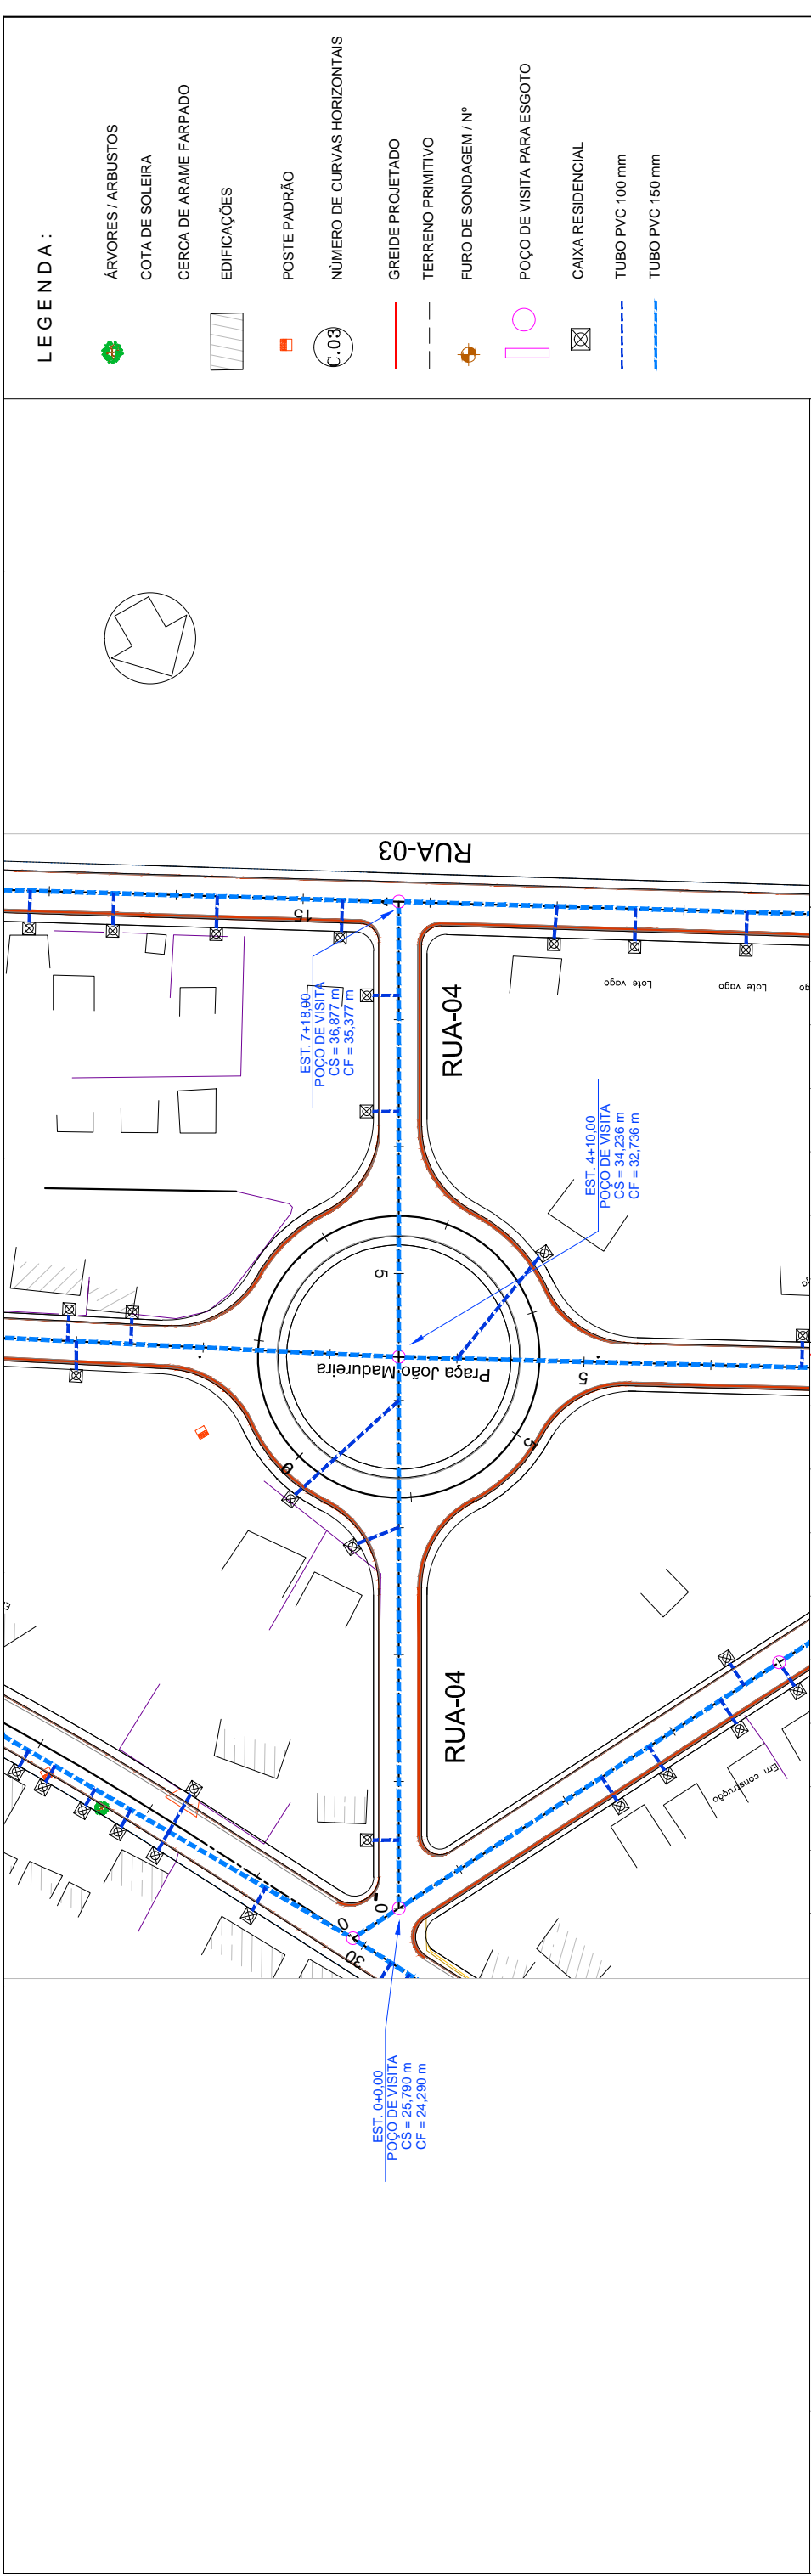 LEGENDA:
ÁRVORES / ARBUSTOS
COTA DE SOLEIRA
CERCA DE ARAME FARPADO
EDIFICAÇÕES
POSTE PADRÃO
C.03
NÚMERO DE CURVAS HORIZONTAIS
GREIDE PROJETADO
TERRENO PRIMITIVO
FURO DE SONDAGEM / Nº
POÇO DE VISITA PARA ESGOTO
CAIXA RESIDENCIAL
TUBO PVC 100 mm
TUBO PVC 150 mm
RUA-03
15
EST. 7+18,00
POÇO DE VISITA
CS = 36,877 m
CF = 35,377 m
RUA-04
Lote vago
Lote vago
EST. 4+10,00
POÇO DE VISITA
CS = 34,236 m
CF = 32,736 m
5
Praça João Madureira
5
5
0
RUA-04
Em construção
0
0
30
EST. 0+0,00
POÇO DE VISITA
CS = 25,790 m
CF = 24,290 m